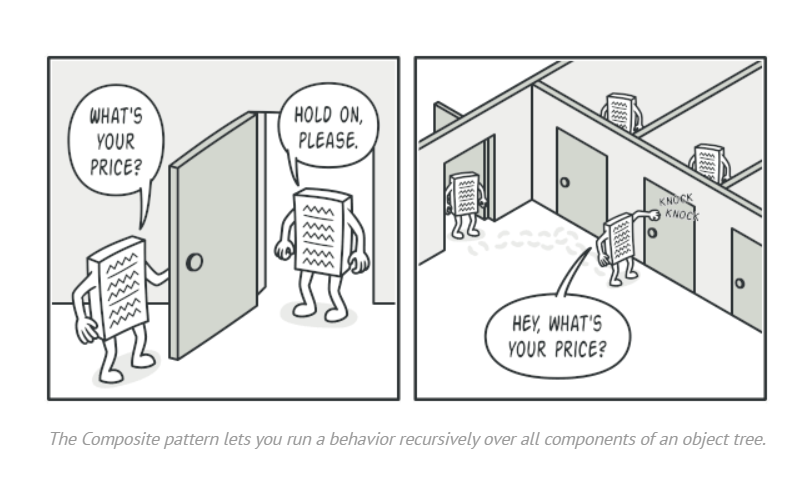 WHAT'S
YOUR
PRICE?
HOLD ON,
PLEASE.
KNOCK
KNOCK
HEY, WHAT'S
YOUR PRICE?
The Composite pattern lets you run a behavior recursively over all components of an object tree.